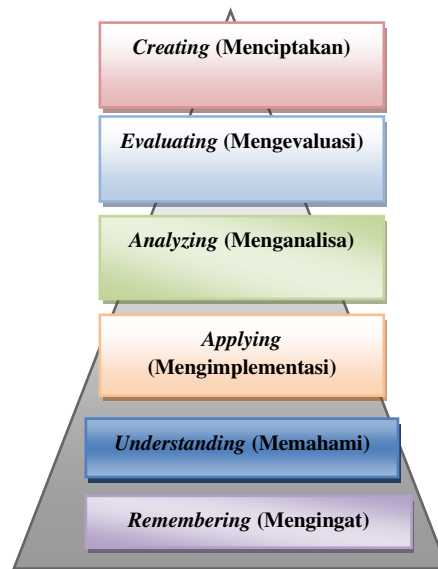 Creating (Menciptakan)
Evaluating (Mengevaluasi)
Analyzing (Menganalisa)
Applying
(Mengimplementasi)
Understanding (Memahami)
Remembering (Mengingat)